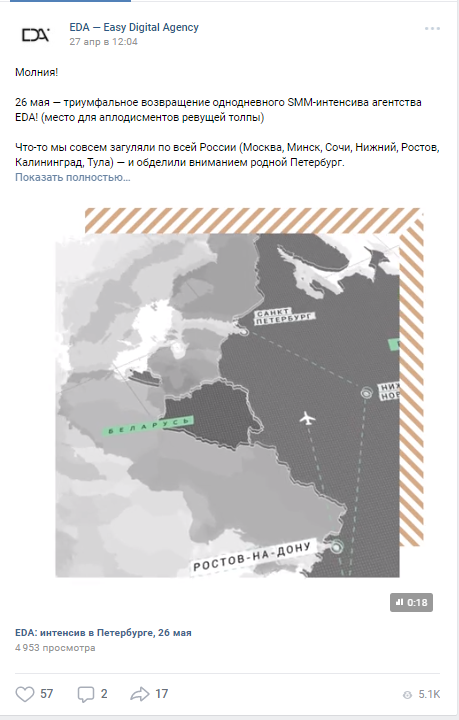 EDA
EDA — Easy Digital Agency
27 апр в 12:04
Молния!
26 мая — триумфальное возвращение однодневного SMM-интенсива агентства
EDA! (место для аплодисментов ревущей толпы)
Что-то мы совсем загуляли по всей России (Москва, Минск, Сочи, Нижний, Ростов,
Калининград, Тула) — и обделили вниманием родной Петербург.
Показать полностью...
САНКТ
ПЕТЕРБУРГ
НИЖ
НОВ
БЕЛАРУСЬ
РОСТОВ-НА-ДОНУ
0:18
EDA: интенсив в Петербурге, 26 мая
4 953 просмотра
57
2
17
5.1K